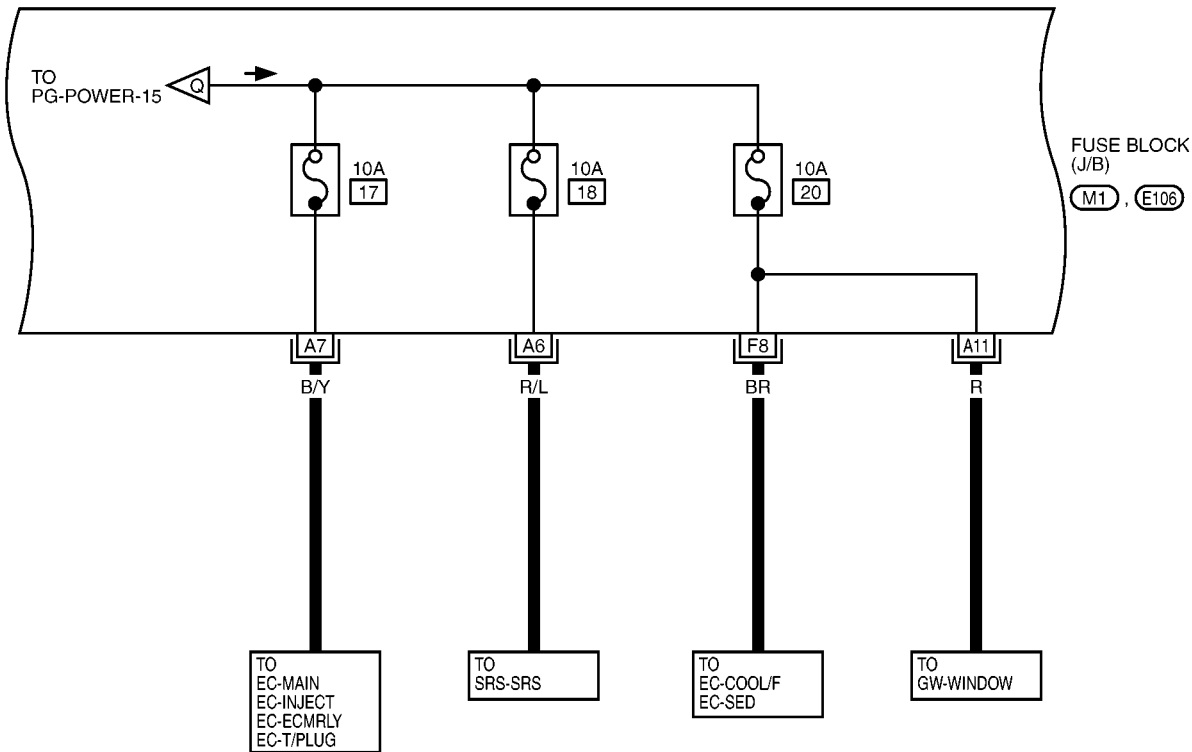 TO
PG-POWER-15
Q
10A
17
10A
18
10A
20
FUSE BLOCK
(J/B)
M1 , E106
A7
A6
F8
A11
B/Y
R/L
BR
R
TO
EC-MAIN
EC-INJECT
EC-ECMRLY
EC-T/PLUG
TO
SRS-SRS
TO
EC-COOL/F
EC-SED
TO
GW-WINDOW